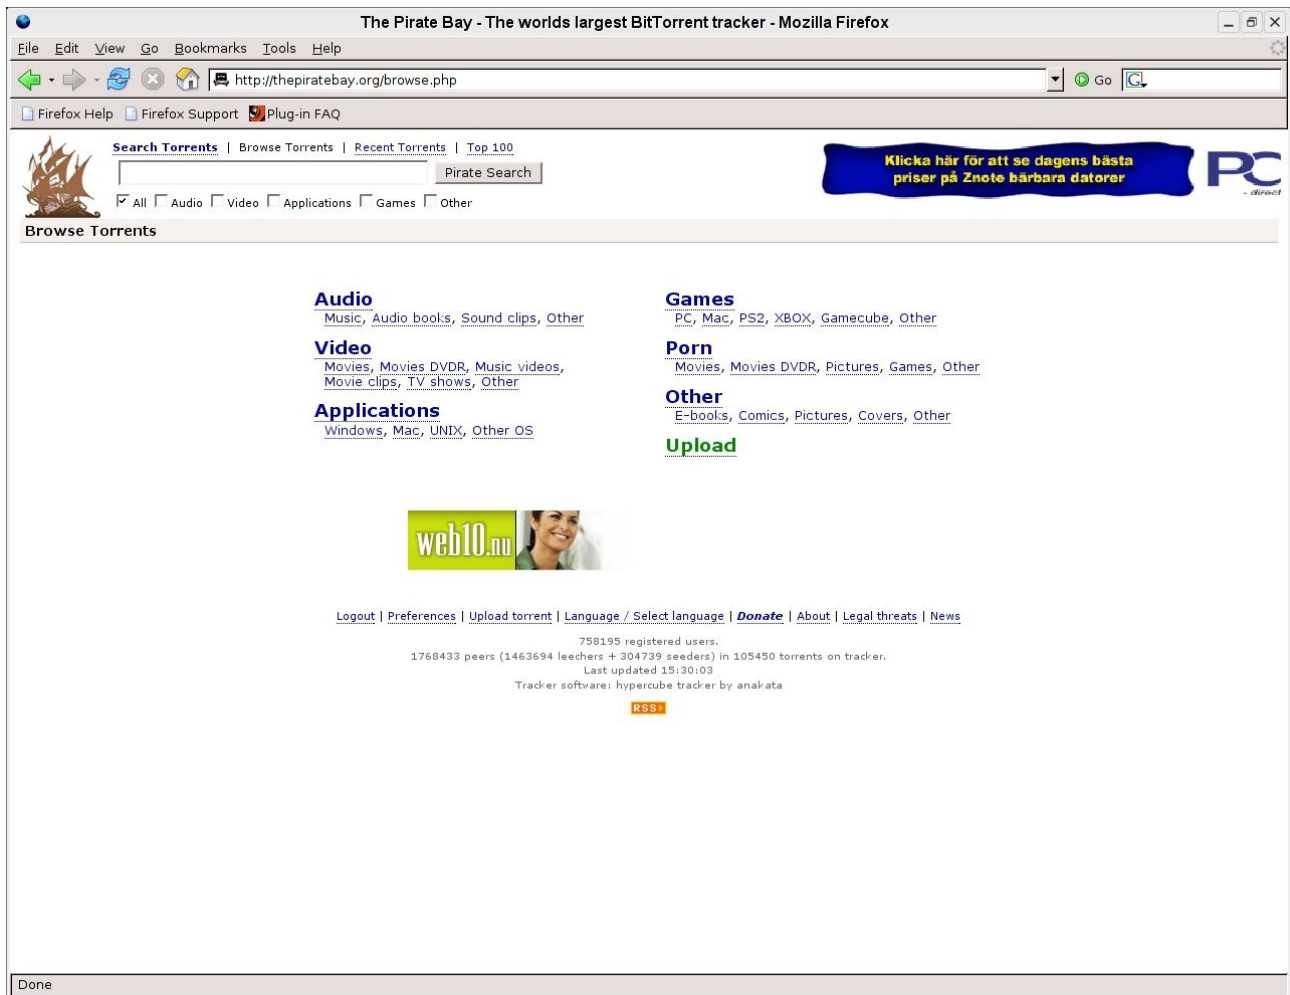 The Pirate Bay - The worlds largest BitTorrent tracker - Mozilla Firefox
File Edit View Go Bookmarks Tools Help
http://thepiratebay.org/browse.php Go G
Firefox Help Firefox Support Plug-in FAQ
Search Torrents | Browse Torrents | Recent Torrents | Top 100
Pirate Search
All Audio Video Applications Games Other
Klicka här för att se dagens bästa
priser på Znote bärbara datorer
PC
- direct
Browse Torrents
Audio
Music, Audio books, Sound clips, Other
Video
Movies, Movies DVDR, Music videos,
Movie clips, TV shows, Other
Applications
Windows, Mac, UNIX, Other OS
Games
PC, Mac, PS2, XBOX, Gamecube, Other
Porn
Movies, Movies DVDR, Pictures, Games, Other
Other
E-books, Comics, Pictures, Covers, Other
Upload
web10.nu
Logout | Preferences | Upload torrent | Language / Select language | Donate | About | Legal threats | News
758195 registered users.
1768433 peers (1463694 leechers + 304739 seeders) in 105450 torrents on tracker.
Last updated 15:30:03
Tracker software: hypercube tracker by anakata
RSS
Done